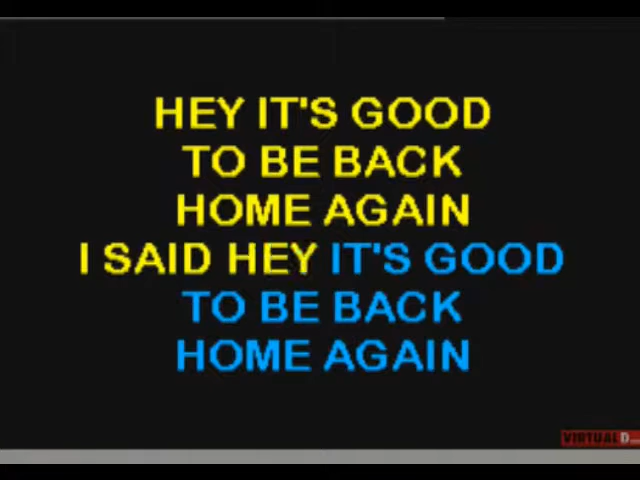 HEY IT'S GOOD
TO BE BACK
HOME AGAIN
I SAID HEY IT'S GOOD
TO BE BACK
HOME AGAIN